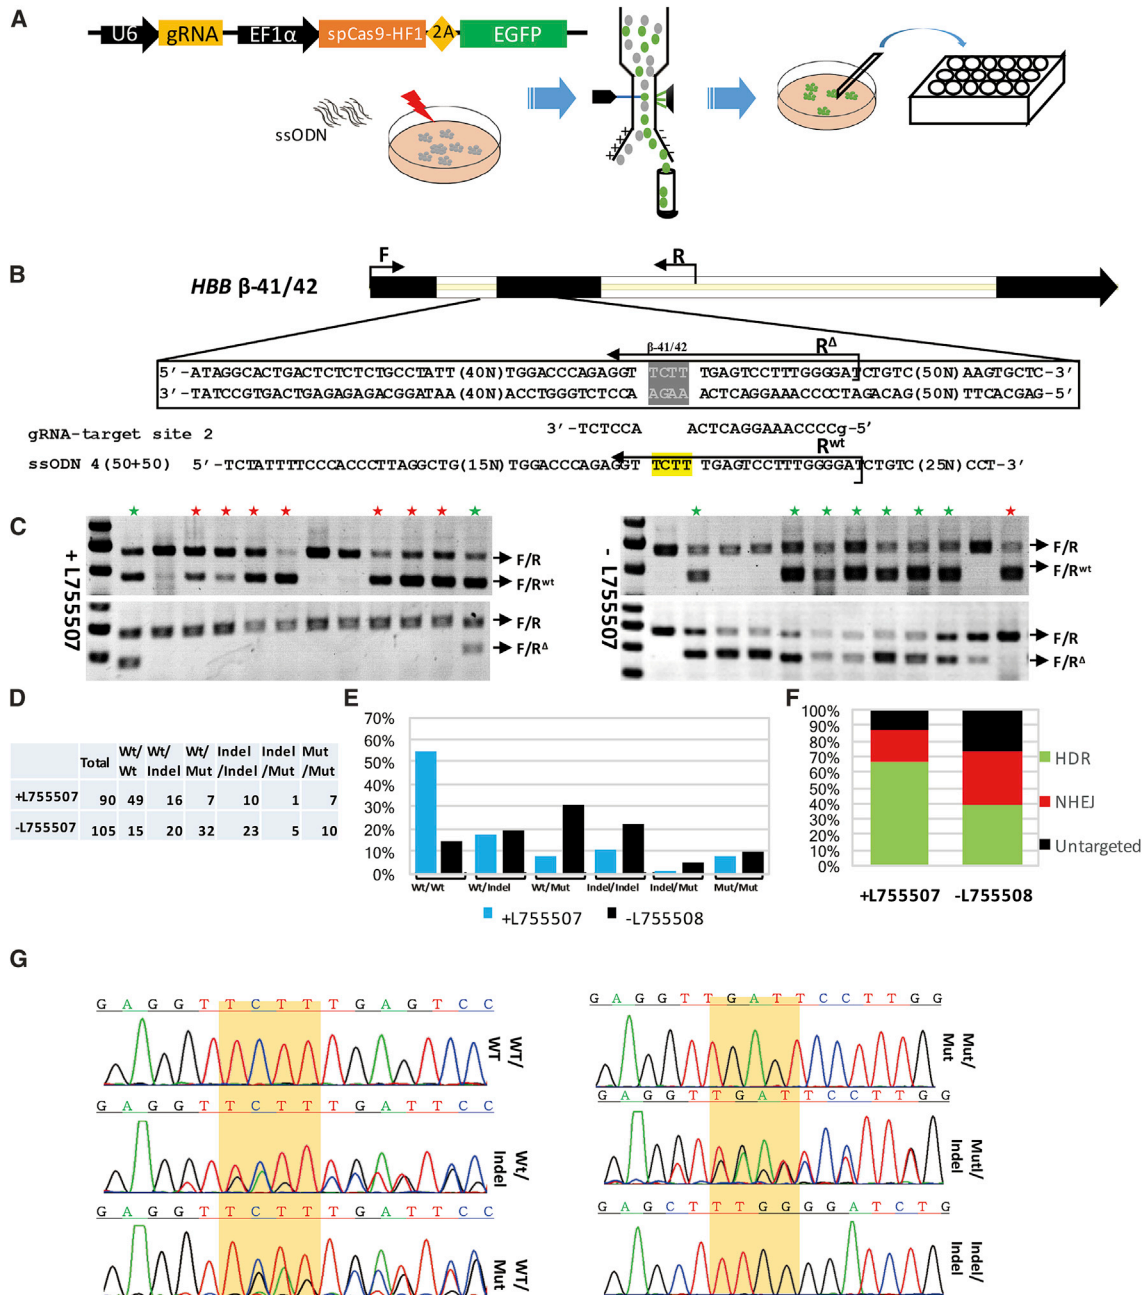 A
U6 gRNA EF1α spCas9-HF1 2A EGFP
ssODN
B
F R
HBB β-41/42
β-41/42 R^Δ
5'-ATAGGCACTGACTCTCTCTGCCTATT(40N)TGGACCCAGAGGT TCTT TGAGTCCTTTGGGGATCTGTC(50N)AAGTGCTC-3'
3'-TATCCGTGACTGAGAGAGACGGATAA(40N)ACCTGGGTCTCCA AGAA ACTCAGGAAACCCCTAGACAG(50N)TTCACGAG-5'
gRNA-target site 2 3'-TCTCCA ACTCAGGAAACCCCg-5'
R^wt
ssODN 4(50+50) 5'-TCTATTTTCCCACCCTTAGGCTG(15N)TGGACCCAGAGGT TCTT TGAGTCCTTTGGGGATCTGTC(25N)CCT-3'
C
+L755507
F/R
F/R^wt
F/R
F/R^Δ
-L755507
F/R
F/R^wt
F/R
F/R^Δ
D
Total Wt/Wt Wt/Indel Wt/Mut Indel/Indel Indel/Mut Mut/Mut
+L755507 90 49 16 7 10 1 7
-L755507 105 15 20 32 23 5 10
E
70%
60%
50%
40%
30%
20%
10%
0%
Wt/Wt Wt/Indel Wt/Mut Indel/Indel Indel/Mut Mut/Mut
+L755507 -L755508
F
100%
90%
80%
70%
60%
50%
40%
30%
20%
10%
0%
HDR
NHEJ
Untargeted
+L755507 -L755508
G
G A G G T T C T T T G A G T C C
WT/
WT
G A G G T T C T T T G A T T C C
Wt/
Indel
G A G G T T C T T T G A T T C C
WT/
Mut
G A G G T T G A T T C C T T G G
Mut/
Mut
G A G G T T G A T T C C T T G G
Mutl/
Indel
G A G C T T T G G G G A T C T G
Indel/
Indel